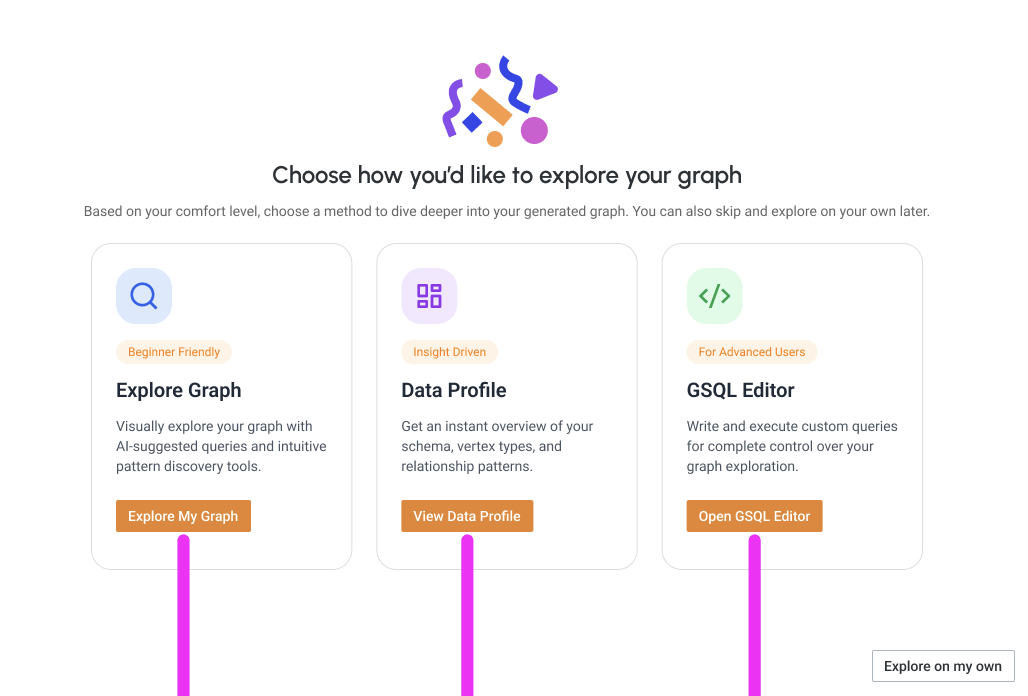 Choose how you'd like to explore your graph
Based on your comfort level, choose a method to dive deeper into your generated graph. You can also skip and explore on your own later.
Beginner Friendly
Explore Graph
Visually explore your graph with
AI-suggested queries and intuitive
pattern discovery tools.
Explore My Graph
Insight Driven
Data Profile
Get an instant overview of your
schema, vertex types, and
relationship patterns.
View Data Profile
For Advanced Users
GSQL Editor
Write and execute custom queries
for complete control over your
graph exploration.
Open GSQL Editor
Explore on my own